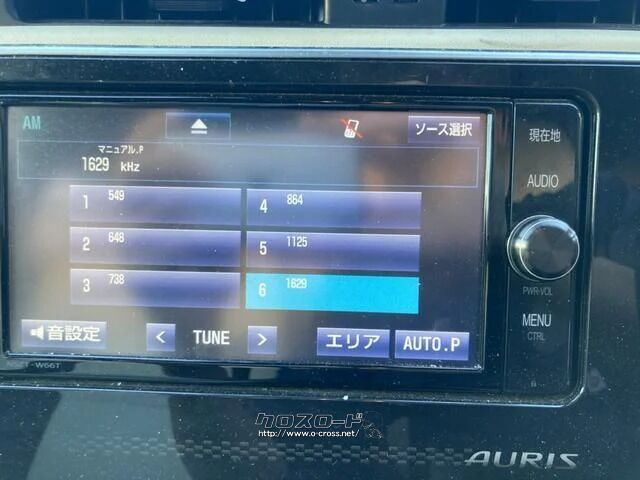 AM
ソース選択
現在地
マニュアル.P
1629 kHz
AUDIO
1 549
4 864
2 648
5 1125
3 738
6 1629
PWR-VOL
MENU
CTRL
音設定
< TUNE >
エリア
AUTO.P
T-W66T
クロスロード
http://www.o-cross.net/
AURIS